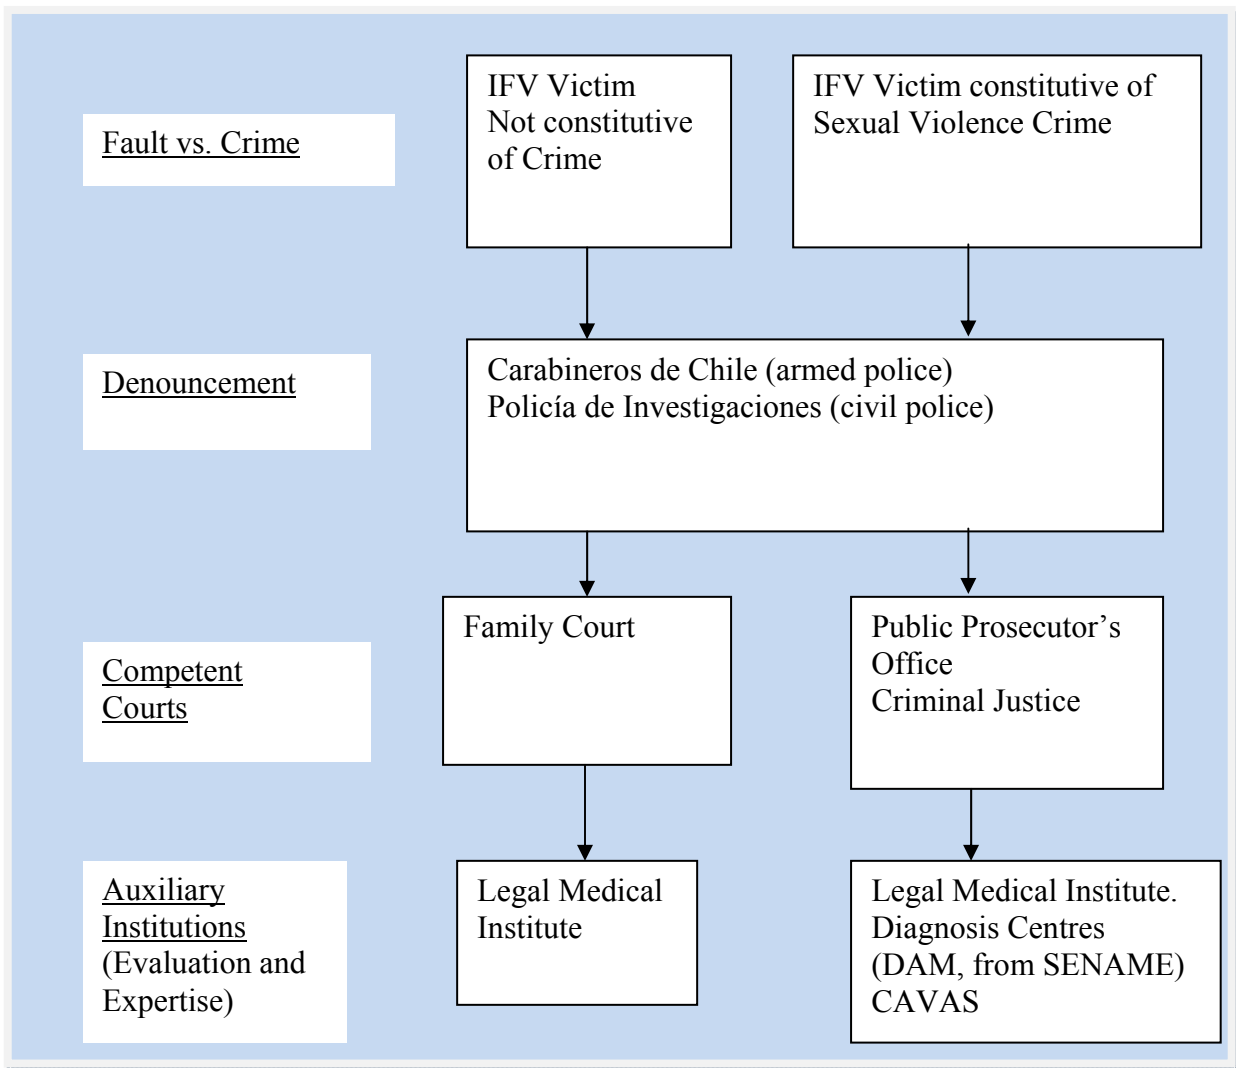 Fault vs. Crime
IFV Victim
Not constitutive
of Crime
IFV Victim constitutive of
Sexual Violence Crime
Denouncement
Carabineros de Chile (armed police)
Policía de Investigaciones (civil police)
Competent
Courts
Family Court
Public Prosecutor’s
Office
Criminal Justice
Auxiliary
Institutions
(Evaluation and
Expertise)
Legal Medical
Institute
Legal Medical Institute.
Diagnosis Centres
(DAM, from SENAME)
CAVAS